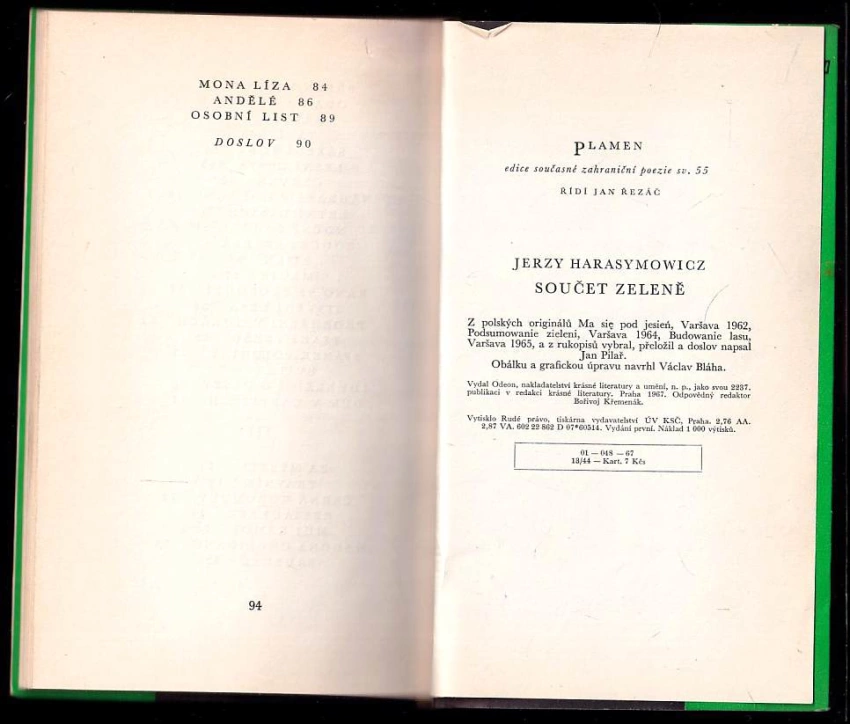 MONA LÍZA 84
ANDĚLÉ 86
OSOBNÍ LIST 89
DOSLOV 90
94
PLAMEN
edice současné zahraniční poezie sv. 55
ŘÍDÍ JAN ŘEZÁČ
JERZY HARASYMOWICZ
SOUČET ZELENĚ
Z polských originálů Ma się pod jesień, Varšava 1962,
Podsumowanie zieleni, Varšava 1964, Budowanie lasu,
Varšava 1965, a z rukopisů vybral, přeložil a doslov napsal
Jan Pilař.
Obálku a grafickou úpravu navrhl Václav Bláha.
Vydal Odeon, nakladatelství krásné literatury a umění, n. p., jako svou 2237.
publikaci v redakci krásné literatury. Praha 1967. Odpovědný redaktor
Bořivoj Křemenák.
Vytisklo Rudé právo, tiskárna vydavatelství ÚV KSČ, Praha. 2,76 AA.
2,87 VA. 602 22 862 D 07*60514. Vydání první. Náklad 1 000 výtisků.
01 — 048 — 67
13/44 — Kart. 7 Kčs